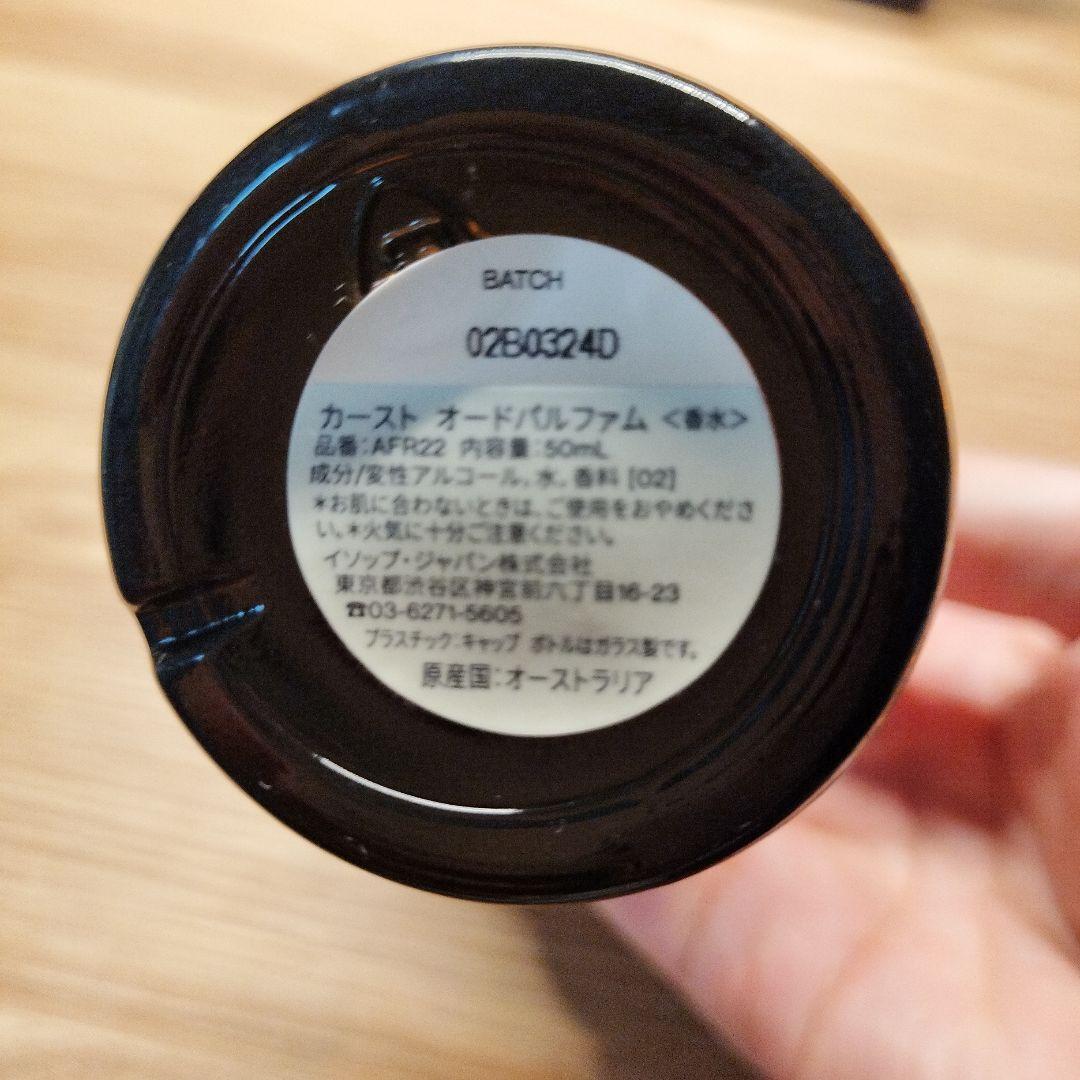 BATCH
02B0324D
カースト オードパルファム <香水>
品番:AFR22 内容量:50mL
成分/変性アルコール、水、香料 [02]
*お肌に合わないときは、ご使用をおやめくださ
い。*火気に十分ご注意ください。
イソップ・ジャパン株式会社
東京都渋谷区神宮前六丁目16-23
☎03-6271-5605
プラスチック:キャップ ボトルはガラス製です。
原産国:オーストラリア